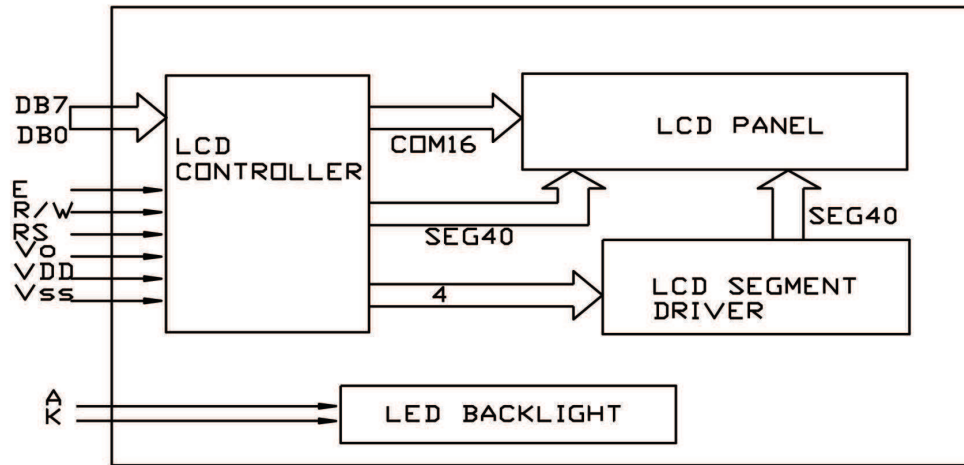 DB7
DB0
E
R/W
RS
Vo
VDD
Vss
LCD
CONTROLLER
COM16
SEG40
4
LCD PANEL
SEG40
LCD SEGMENT
DRIVER
A
K
LED BACKLIGHT